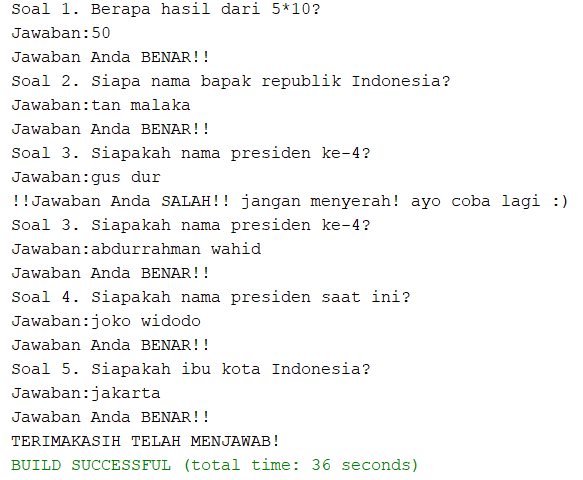 Soal 1. Berapa hasil dari 5*10?
Jawaban:50
Jawaban Anda BENAR!!
Soal 2. Siapa nama bapak republik Indonesia?
Jawaban:tan malaka
Jawaban Anda BENAR!!
Soal 3. Siapakah nama presiden ke-4?
Jawaban:gus dur
!!Jawaban Anda SALAH!! jangan menyerah! ayo coba lagi :)
Soal 3. Siapakah nama presiden ke-4?
Jawaban:abdurrahman wahid
Jawaban Anda BENAR!!
Soal 4. Siapakah nama presiden saat ini?
Jawaban:joko widodo
Jawaban Anda BENAR!!
Soal 5. Siapakah ibu kota Indonesia?
Jawaban:jakarta
Jawaban Anda BENAR!!
TERIMAKASIH TELAH MENJAWAB!
BUILD SUCCESSFUL (total time: 36 seconds)